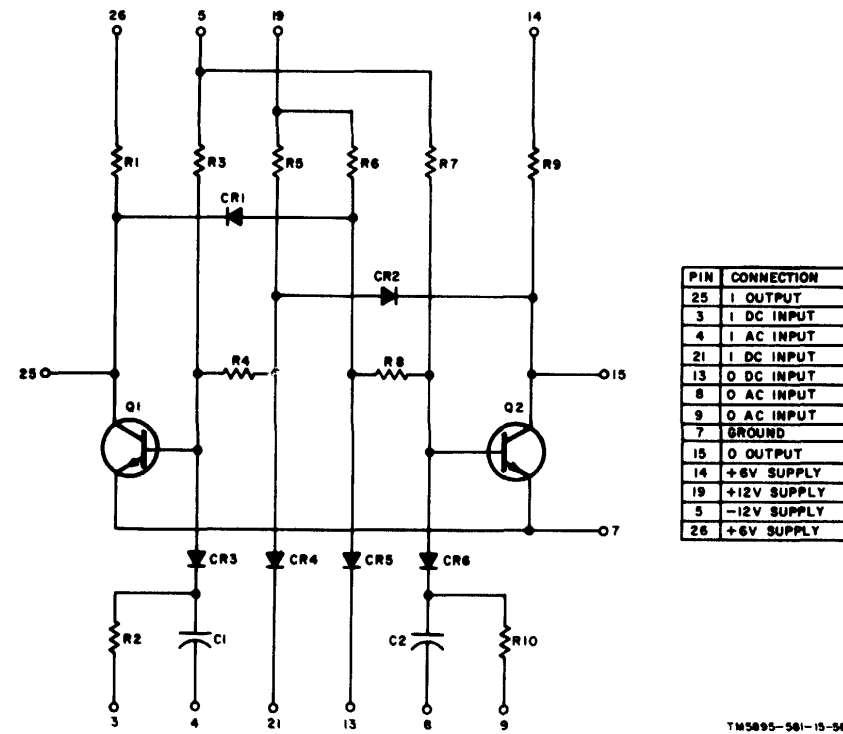 26 5 19 14
R1 R3 R5 R6 R7 R9
CR1
CR2
R4 R8
25 15
Q1 Q2
7
CR3 CR4 CR5 CR6
R2 C1 C2 R10
3 4 21 13 8 9
PIN CONNECTION
25 1 OUTPUT
3 1 DC INPUT
4 1 AC INPUT
21 1 DC INPUT
13 0 DC INPUT
8 0 AC INPUT
9 0 AC INPUT
7 GROUND
15 0 OUTPUT
14 +6V SUPPLY
19 +12V SUPPLY
5 -12V SUPPLY
26 +6V SUPPLY
TM5895-581-15-56